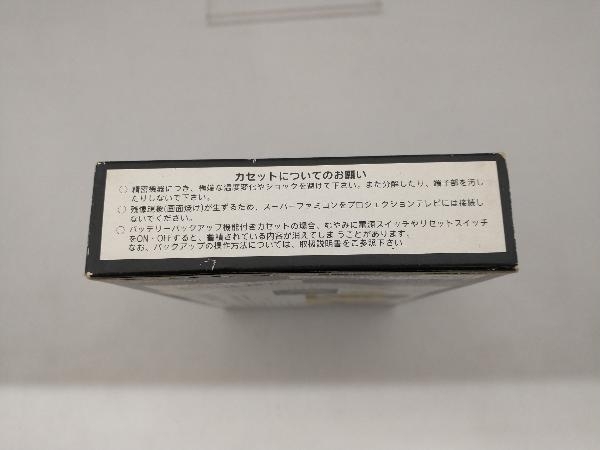 カセットについてのお願い
○ 精密機器につき、極端な温度変化やショックを避けて下さい。また分解したり、端子部を汚し
たりしないで下さい。
○ 残像現象(画面焼け)が生ずるため、スーパーファミコンをプロジェクションテレビには接続し
ないでください。
○ バッテリーバックアップ機能付きカセットの場合、むやみに電源スイッチやリセットスイッチ
をON・OFFすると、蓄積されている内容が消えてしまうことがあります。
なお、バックアップの操作方法については、取扱説明書をご参照下さい